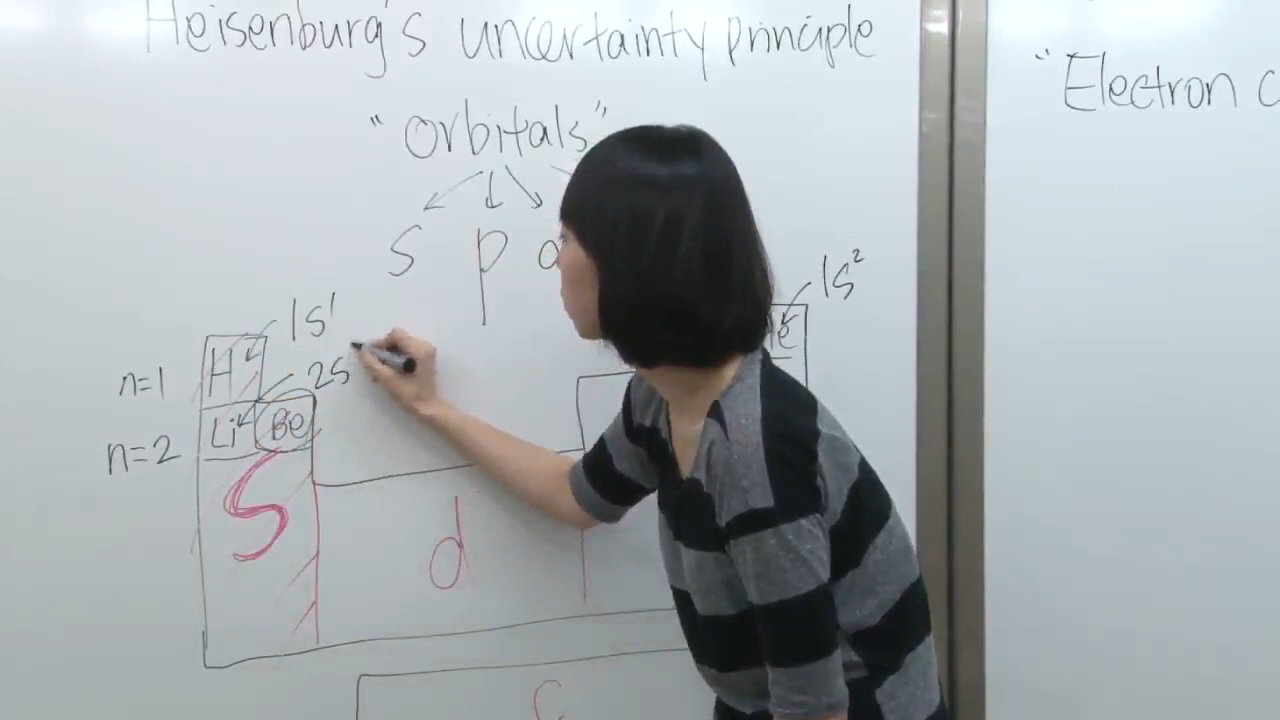 Heisenburg's uncertainty principle
"Electron
"orbitals"
s p
1s²
1s¹
n=1 H 2s
Li Be
n=2
S
d